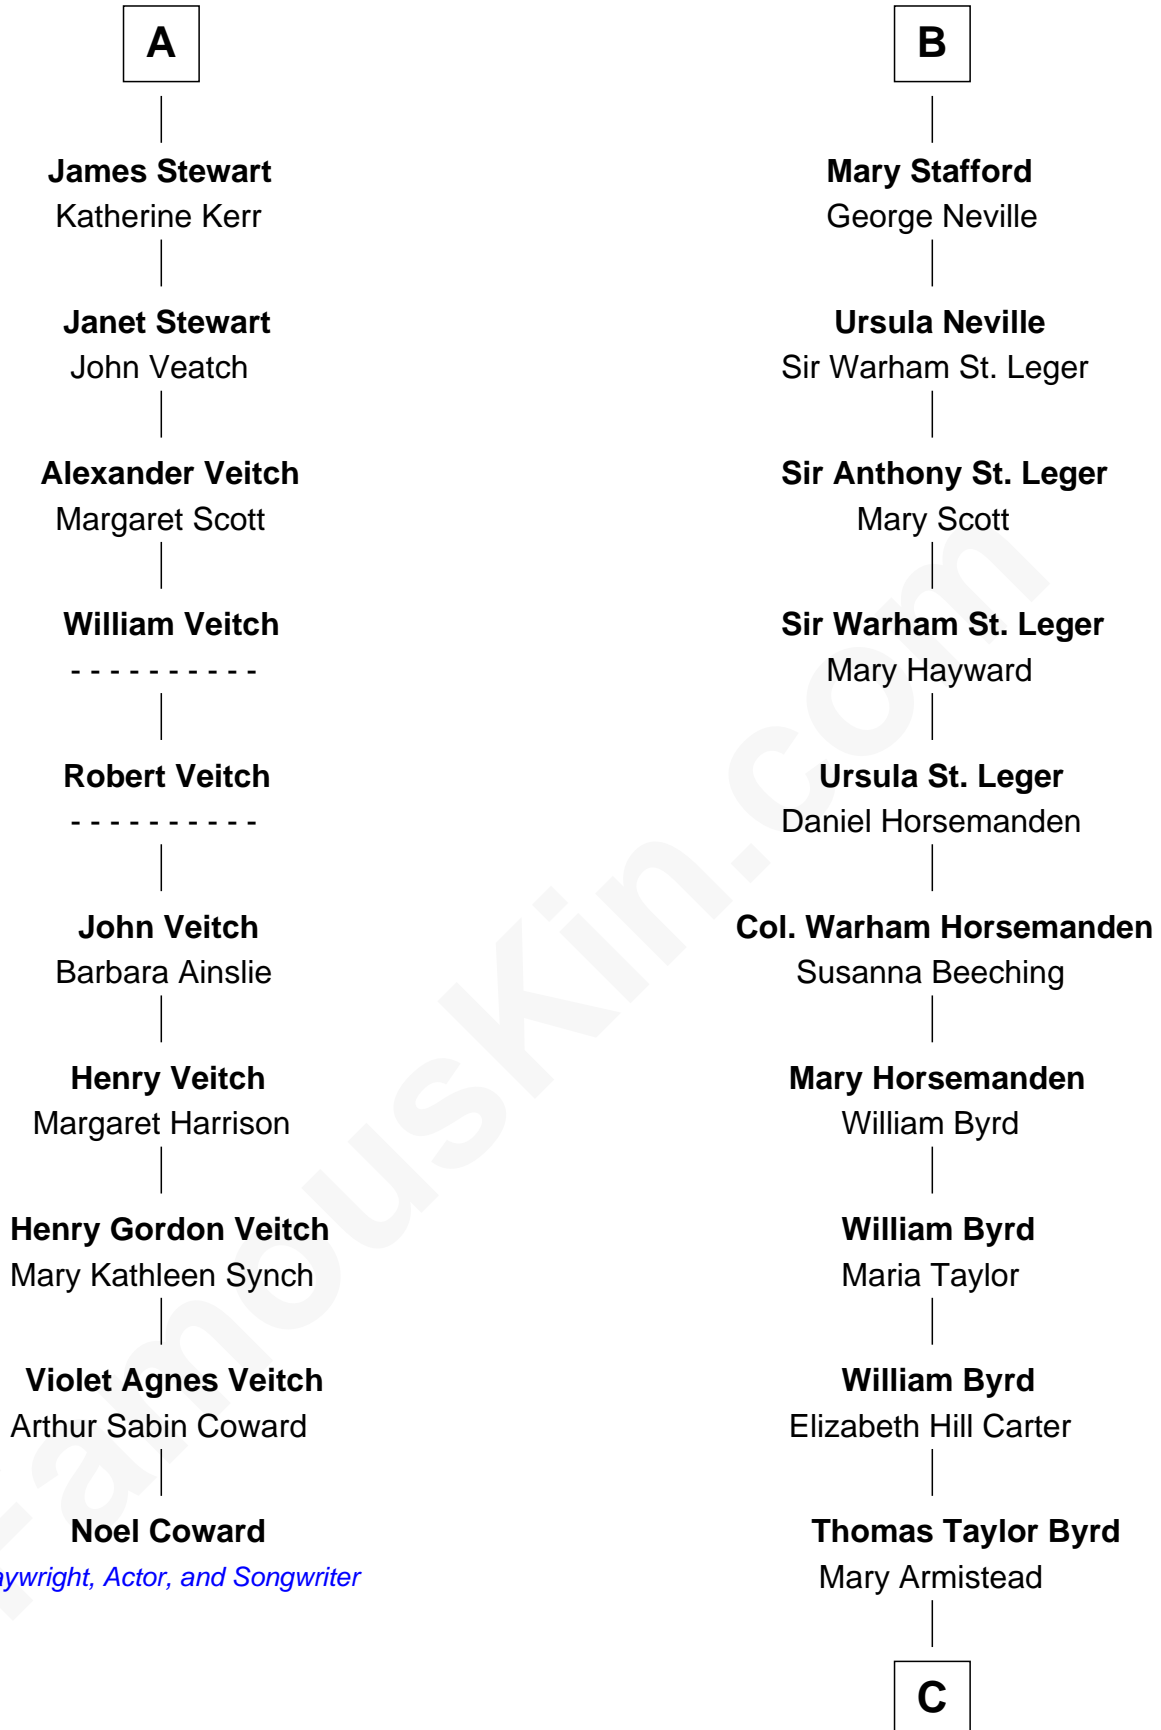 A
James Stewart
Katherine Kerr
Janet Stewart
John Veatch
Alexander Veitch
Margaret Scott
William Veitch
- - - - - - - - - -
Robert Veitch
- - - - - - - - - -
John Veitch
Barbara Ainslie
Henry Veitch
Margaret Harrison
Henry Gordon Veitch
Mary Kathleen Synch
Violet Agnes Veitch
Arthur Sabin Coward
Noel Coward
aywright, Actor, and Songwriter
B
Mary Stafford
George Neville
Ursula Neville
Sir Warham St. Leger
Sir Anthony St. Leger
Mary Scott
Sir Warham St. Leger
Mary Hayward
Ursula St. Leger
Daniel Horsemanden
Col. Warham Horsemanden
Susanna Beeching
Mary Horsemanden
William Byrd
William Byrd
Maria Taylor
William Byrd
Elizabeth Hill Carter
Thomas Taylor Byrd
Mary Armistead
C
FamousKin.com